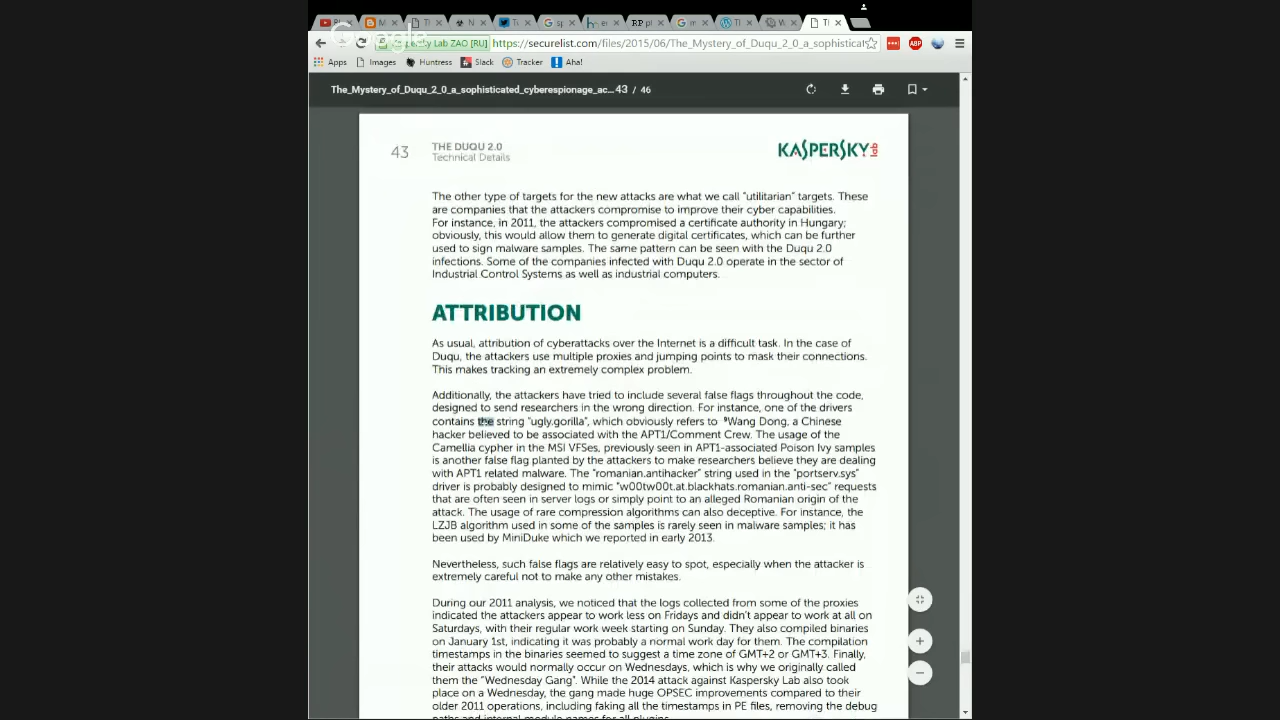 Google
Kaspersky Lab ZAO [RU] https://securelist.com/files/2015/06/The_Mystery_of_Duqu_2_0_a_sophisticat
ABP
Apps Images Huntress Slack Tracker Aha!
The_Mystery_of_Duqu_2_0_a_sophisticated_cyberespionage_ac... 43 / 46
43 THE DUQU 2.0
Technical Details
KASPERSKY lab
The other type of targets for the new attacks are what we call "utilitarian" targets. These
are companies that the attackers compromise to improve their cyber capabilities.
For instance, in 2011, the attackers compromised a certificate authority in Hungary;
obviously, this would allow them to generate digital certificates, which can be further
used to sign malware samples. The same pattern can be seen with the Duqu 2.0
infections. Some of the companies infected with Duqu 2.0 operate in the sector of
Industrial Control Systems as well as industrial computers.
ATTRIBUTION
As usual, attribution of cyberattacks over the Internet is a difficult task. In the case of
Duqu, the attackers use multiple proxies and jumping points to mask their connections.
This makes tracking an extremely complex problem.
Additionally, the attackers have tried to include several false flags throughout the code,
designed to send researchers in the wrong direction. For instance, one of the drivers
contains the string "ugly.gorilla", which obviously refers to Wang Dong, a Chinese
hacker believed to be associated with the APT1/Comment Crew. The usage of the
Camellia cypher in the MSI VFSes, previously seen in APT1-associated Poison Ivy samples
is another false flag planted by the attackers to make researchers believe they are dealing
with APT1 related malware. The "romanian.antihacker" string used in the "portserv.sys"
driver is probably designed to mimic "w00tw00t.at.blackhats.romanian.anti-sec" requests
that are often seen in server logs or simply point to an alleged Romanian origin of the
attack. The usage of rare compression algorithms can also deceptive. For instance, the
LZJB algorithm used in some of the samples is rarely seen in malware samples; it has
been used by MiniDuke which we reported in early 2013.
Nevertheless, such false flags are relatively easy to spot, especially when the attacker is
extremely careful not to make any other mistakes.
During our 2011 analysis, we noticed that the logs collected from some of the proxies
indicated the attackers appear to work less on Fridays and didn't appear to work at all on
Saturdays, with their regular work week starting on Sunday. They also compiled binaries
on January 1st, indicating it was probably a normal work day for them. The compilation
timestamps in the binaries seemed to suggest a time zone of GMT+2 or GMT+3. Finally,
their attacks would normally occur on Wednesdays, which is why we originally called
them the "Wednesday Gang". While the 2014 attack against Kaspersky Lab also took
place on a Wednesday, the gang made huge OPSEC improvements compared to their
older 2011 operations, including faking all the timestamps in PE files, removing the debug
paths and internal module names for all plugins.